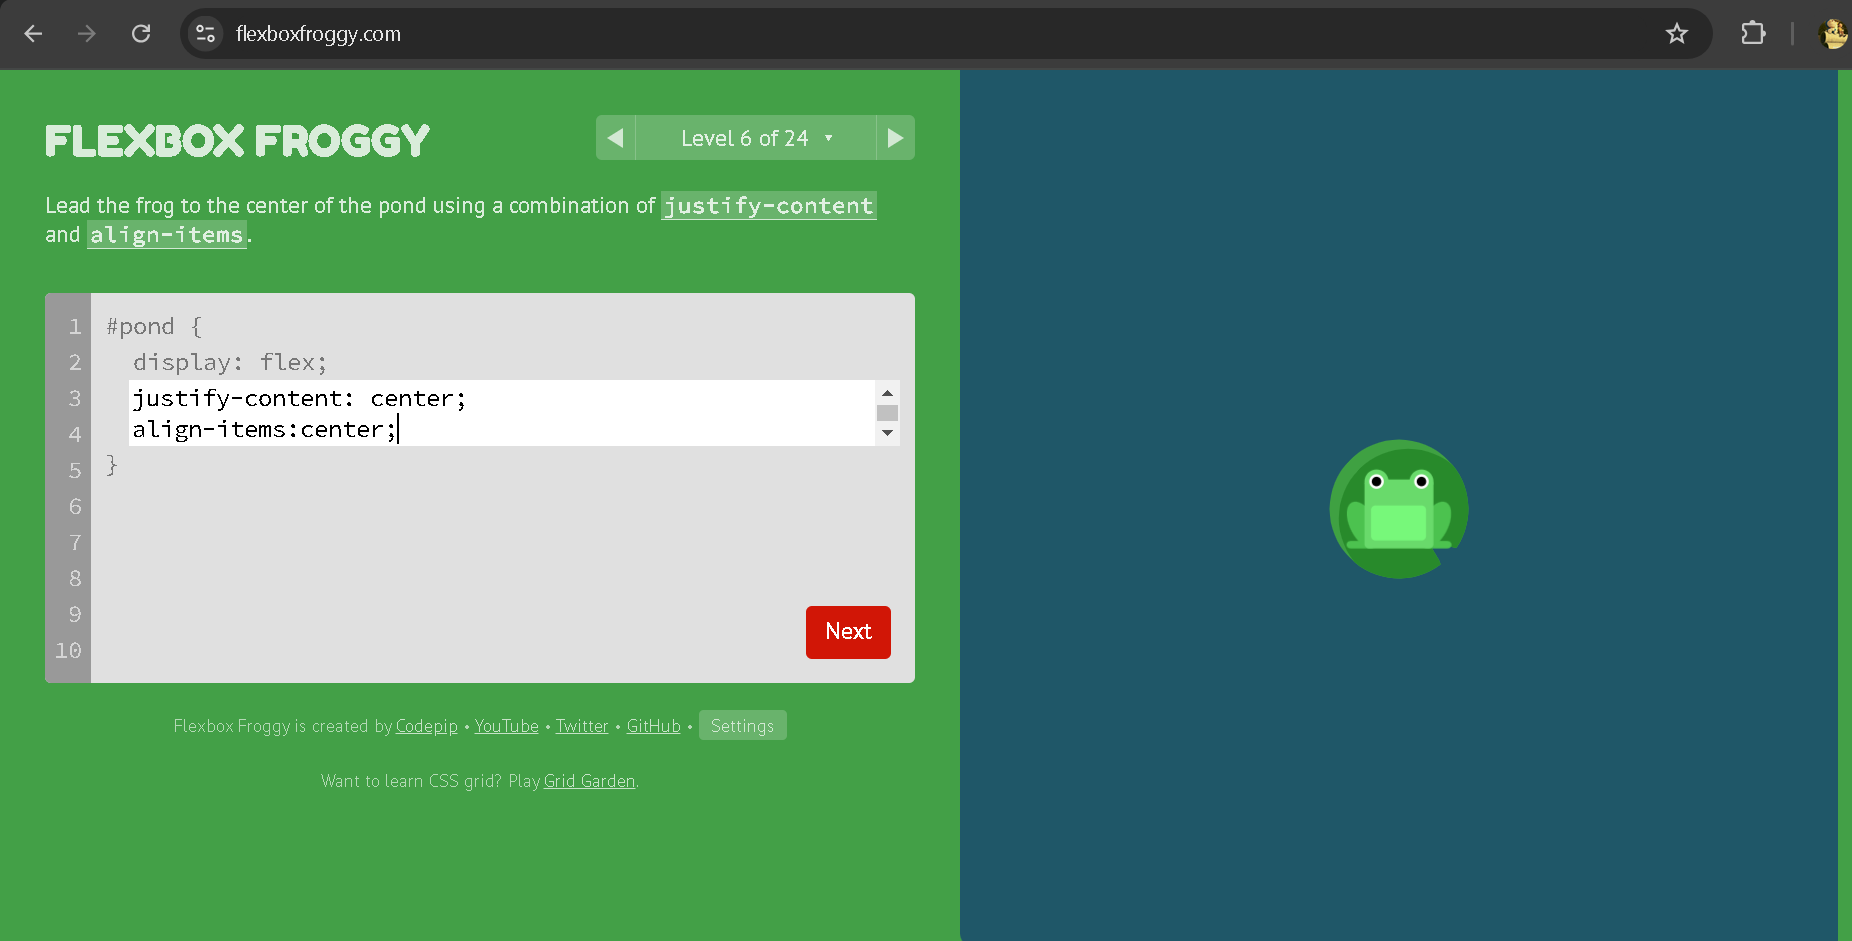 flexboxfroggy.com
FLEXBOX FROGGY
Level 6 of 24 ▾
Lead the frog to the center of the pond using a combination of justify-content
and align-items.
1 #pond {
2 display: flex;
3 justify-content: center;
4 align-items:center;
5 }
6
7
8
9
10
Next
Flexbox Froggy is created by Codepip • YouTube • Twitter • GitHub • Settings
Want to learn CSS grid? Play Grid Garden.